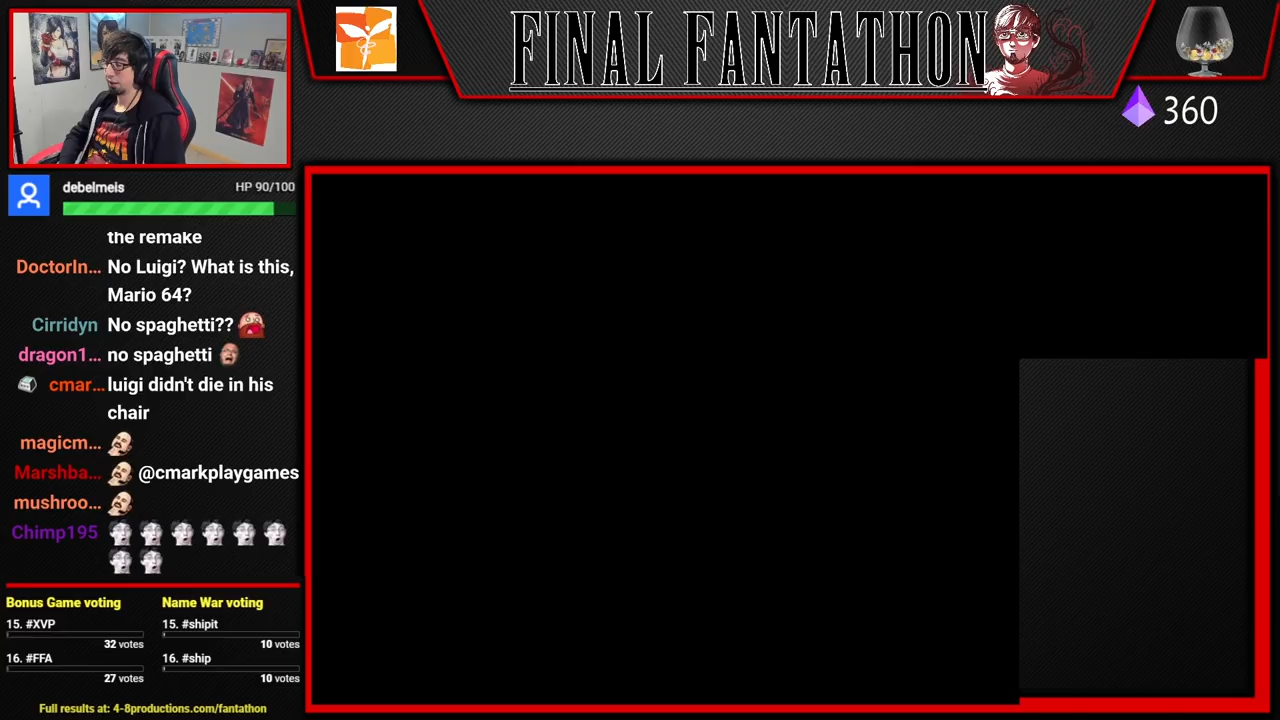 FINAL FANTATHON
360
debelmeis HP 90/100
the remake
DoctorIn... No Luigi? What is this,
Mario 64?
Cirridyn No spaghetti??
dragon1... no spaghetti
cmar... luigi didn't die in his
chair
magicm...
Marshba... @cmarkplaygames
mushroo...
Chimp195
Bonus Game voting Name War voting
15. #XVP 15. #shipit
32 votes 10 votes
16. #FFA 16. #ship
27 votes 10 votes
Full results at: 4-8productions.com/fantathon